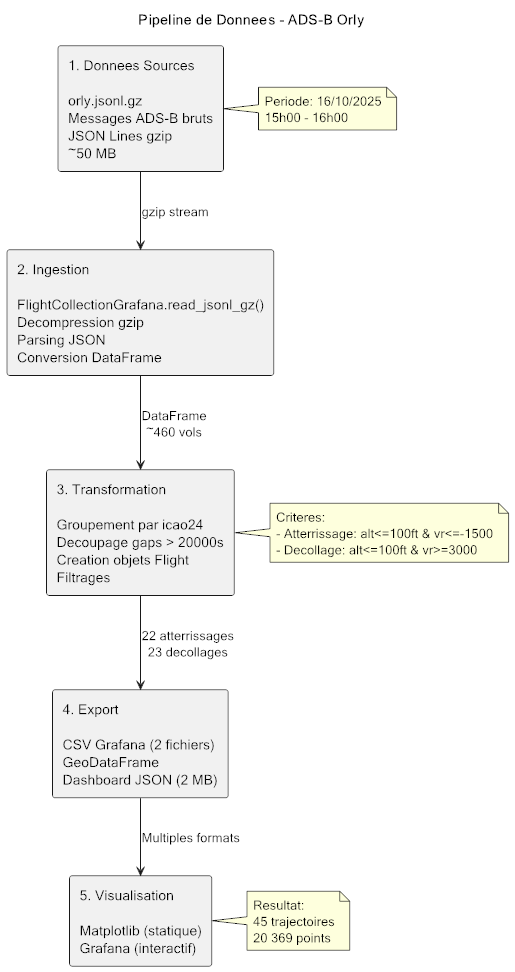 Pipeline de Donnees - ADS-B Orly
1. Donnees Sources
orly.jsonl.gz
Messages ADS-B bruts
JSON Lines gzip
~50 MB
Periode: 16/10/2025
15h00 - 16h00
gzip stream
2. Ingestion
FlightCollectionGrafana.read_jsonl_gz()
Decompression gzip
Parsing JSON
Conversion DataFrame
DataFrame
~460 vols
3. Transformation
Groupement par icao24
Decoupage gaps > 20000s
Creation objets Flight
Filtrages
Criteres:
- Atterrissage: alt<=100ft & vr<=-1500
- Decollage: alt<=100ft & vr>=3000
22 atterrissages
23 decollages
4. Export
CSV Grafana (2 fichiers)
GeoDataFrame
Dashboard JSON (2 MB)
Multiples formats
5. Visualisation
Matplotlib (statique)
Grafana (interactif)
Resultat:
45 trajectoires
20 369 points